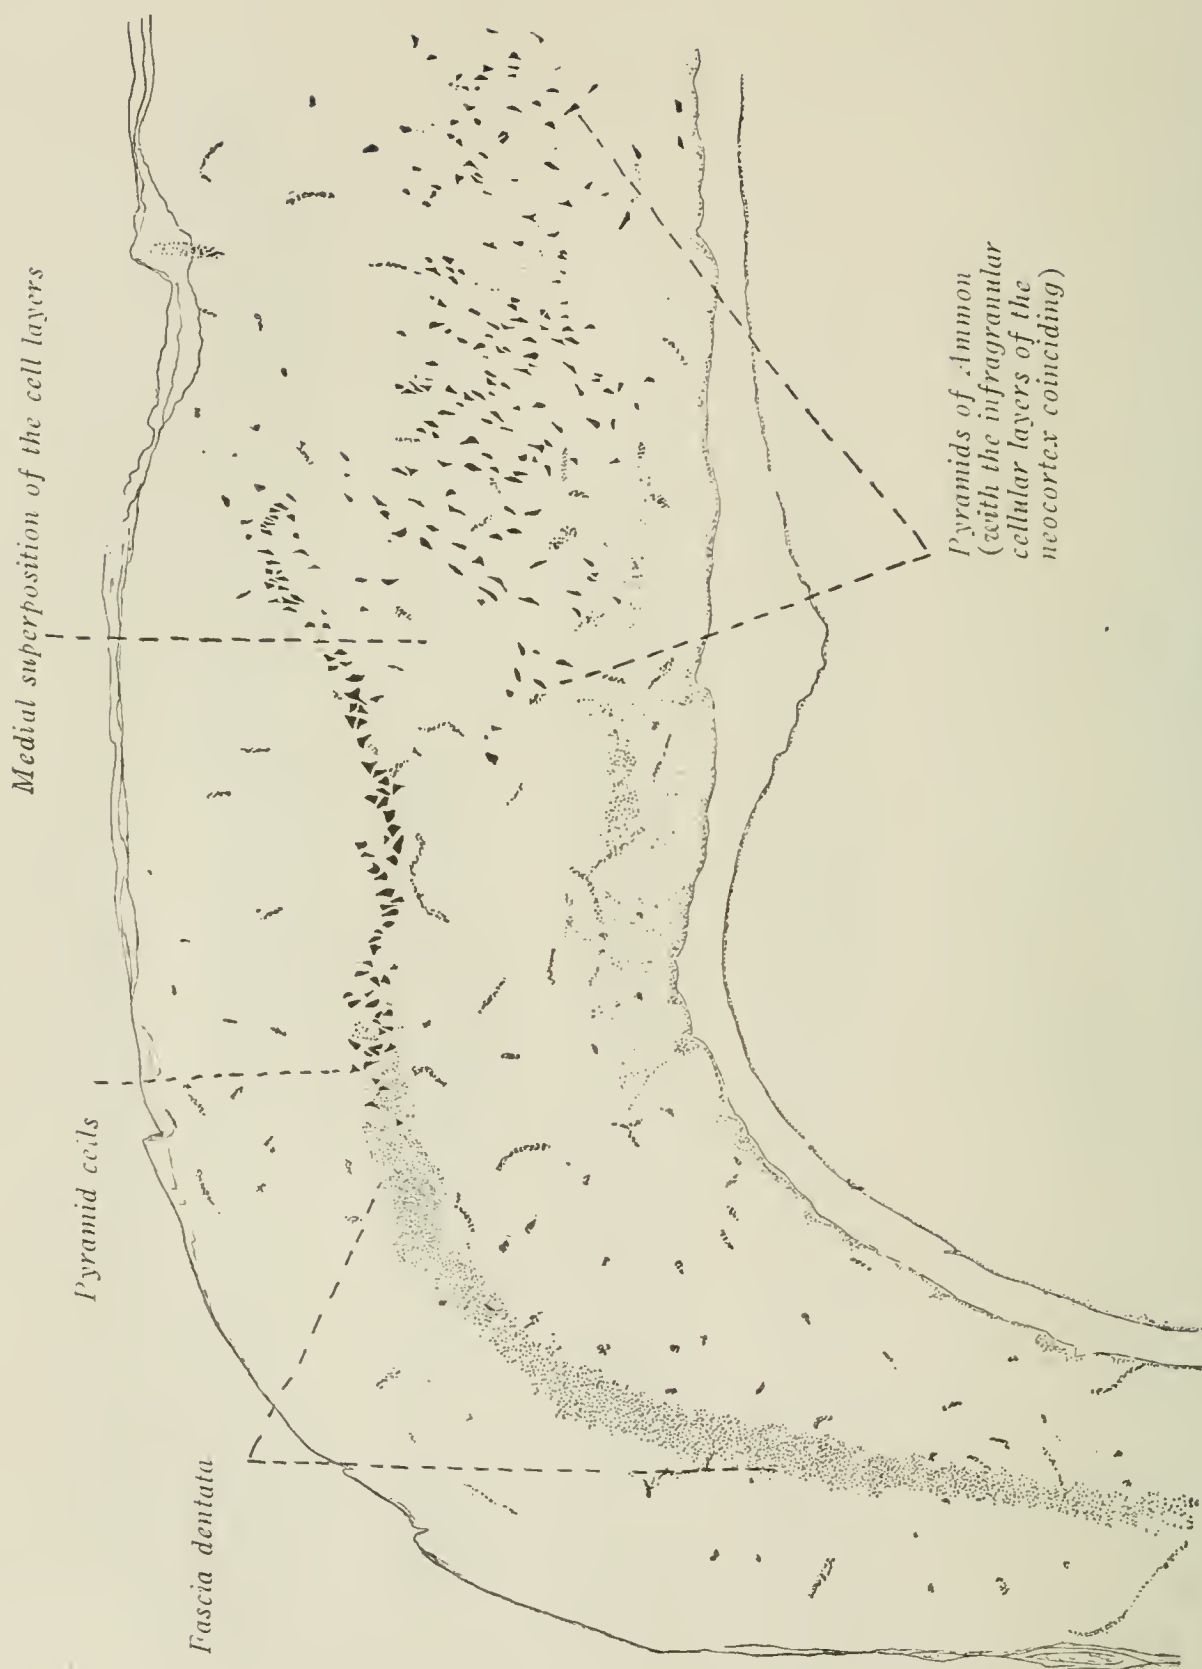 Medial superposition of the cell layers
Pyramid cells
Fascia dentata
Pyramids of Ammon
(with the infragranular
cellular layers of the
neocortex coinciding)